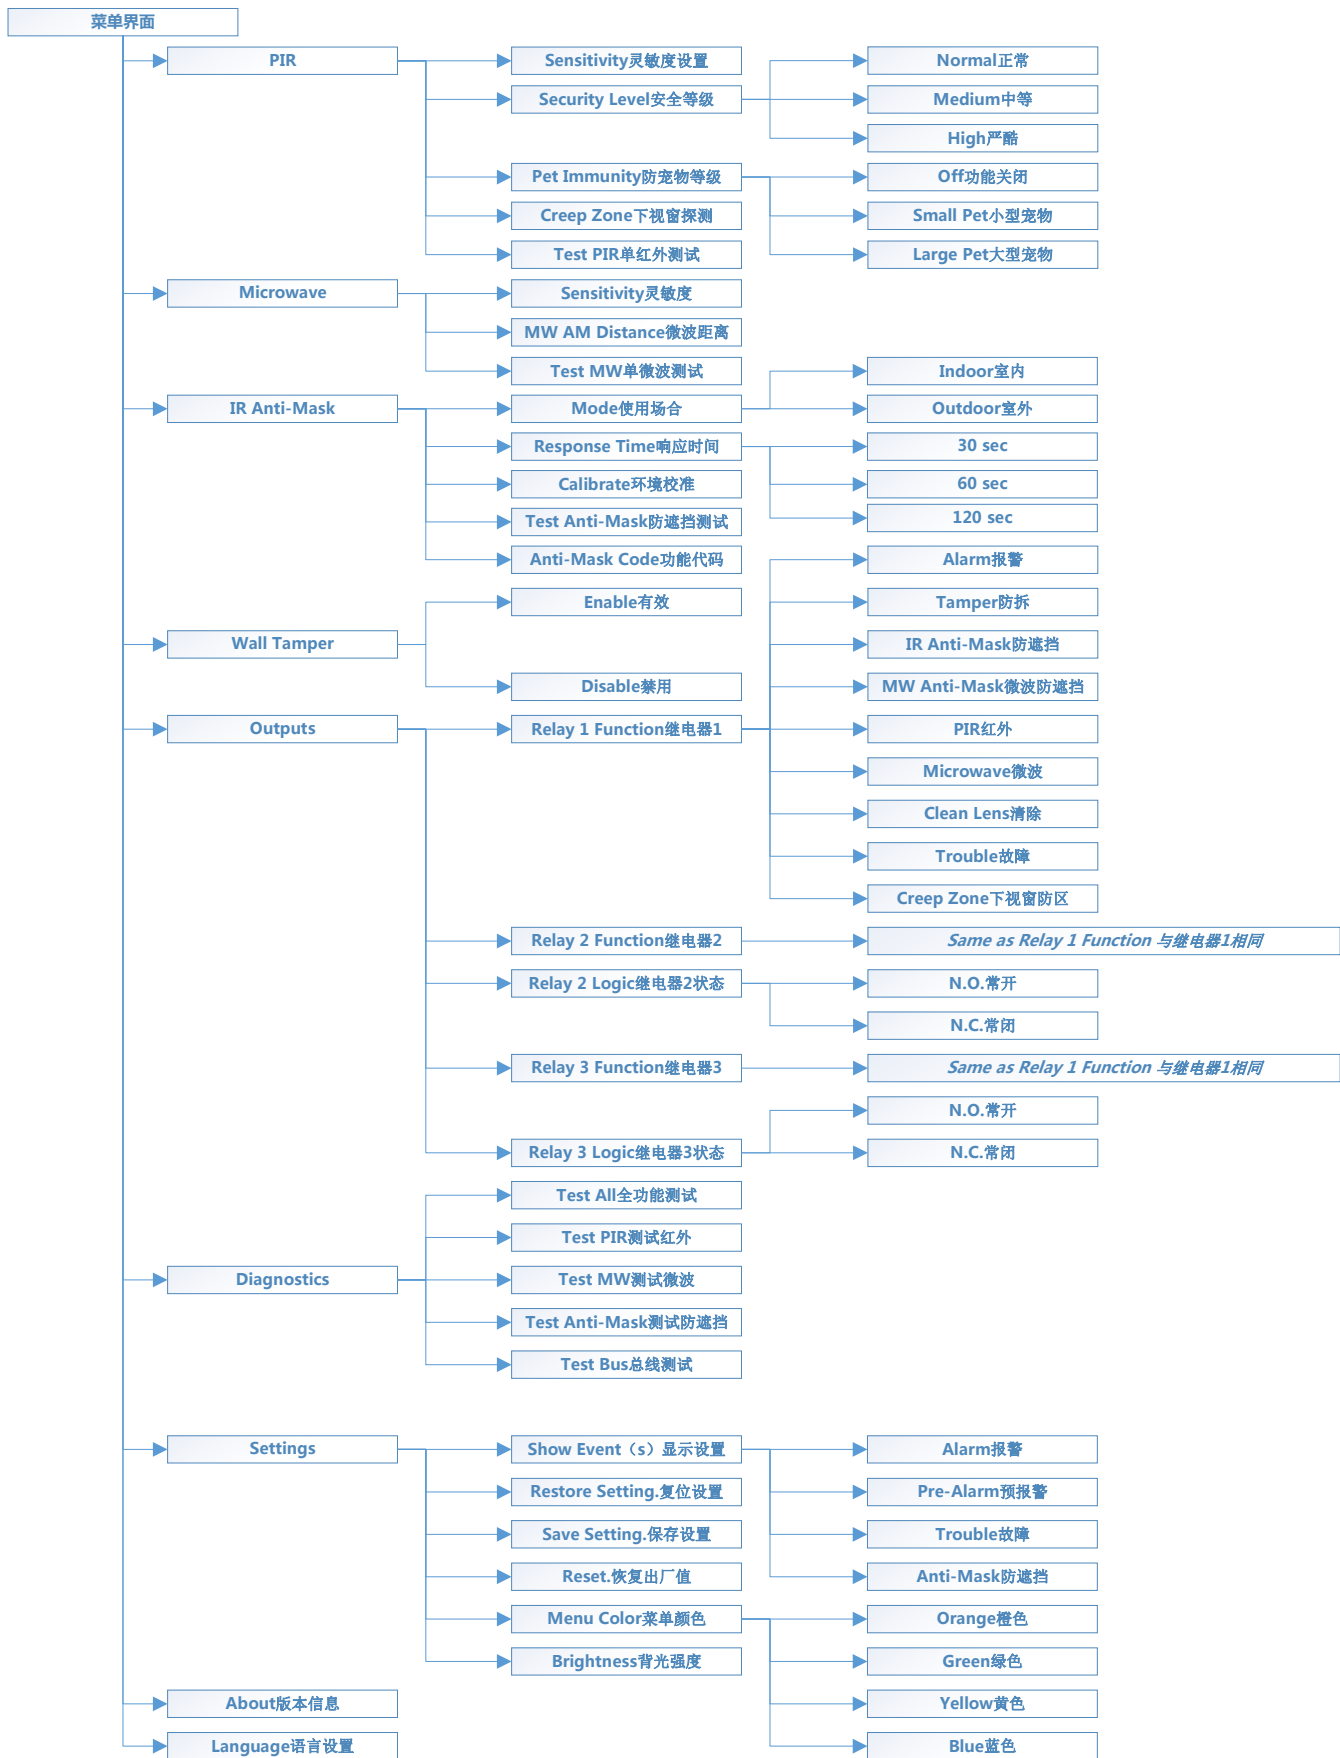 菜单界面
PIR
Sensitivity灵敏度设置
Normal正常
Security Level安全等级
Medium中等
High严酷
Pet Immunity防宠物等级
Off功能关闭
Creep Zone下视窗探测
Small Pet小型宠物
Test PIR单红外测试
Large Pet大型宠物
Microwave
Sensitivity灵敏度
MW AM Distance微波距离
Test MW单微波测试
Indoor室内
IR Anti-Mask
Mode使用场合
Outdoor室外
Response Time响应时间
30 sec
Calibrate环境校准
60 sec
Test Anti-Mask防遮挡测试
120 sec
Anti-Mask Code功能代码
Alarm报警
Enable有效
Tamper防拆
Wall Tamper
IR Anti-Mask防遮挡
Disable禁用
MW Anti-Mask微波防遮挡
Outputs
Relay 1 Function继电器1
PIR红外
Microwave微波
Clean Lens清除
Trouble故障
Creep Zone下视窗防区
Relay 2 Function继电器2
Same as Relay 1 Function 与继电器1相同
Relay 2 Logic继电器2状态
N.O.常开
N.C.常闭
Relay 3 Function继电器3
Same as Relay 1 Function 与继电器1相同
N.O.常开
Relay 3 Logic继电器3状态
N.C.常闭
Test All全功能测试
Test PIR测试红外
Diagnostics
Test MW测试微波
Test Anti-Mask测试防遮挡
Test Bus总线测试
Settings
Show Event（s）显示设置
Alarm报警
Restore Setting.复位设置
Pre-Alarm预报警
Save Setting.保存设置
Trouble故障
Reset.恢复出厂值
Anti-Mask防遮挡
Menu Color菜单颜色
Orange橙色
Brightness背光强度
Green绿色
About版本信息
Yellow黄色
Language语言设置
Blue蓝色